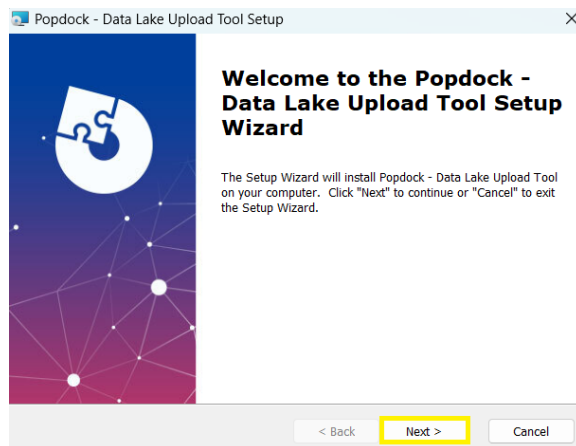 Popdock - Data Lake Upload Tool Setup
Welcome to the Popdock -
Data Lake Upload Tool Setup
Wizard
The Setup Wizard will install Popdock - Data Lake Upload Tool
on your computer.  Click "Next" to continue or "Cancel" to exit
the Setup Wizard.
< Back Next > Cancel